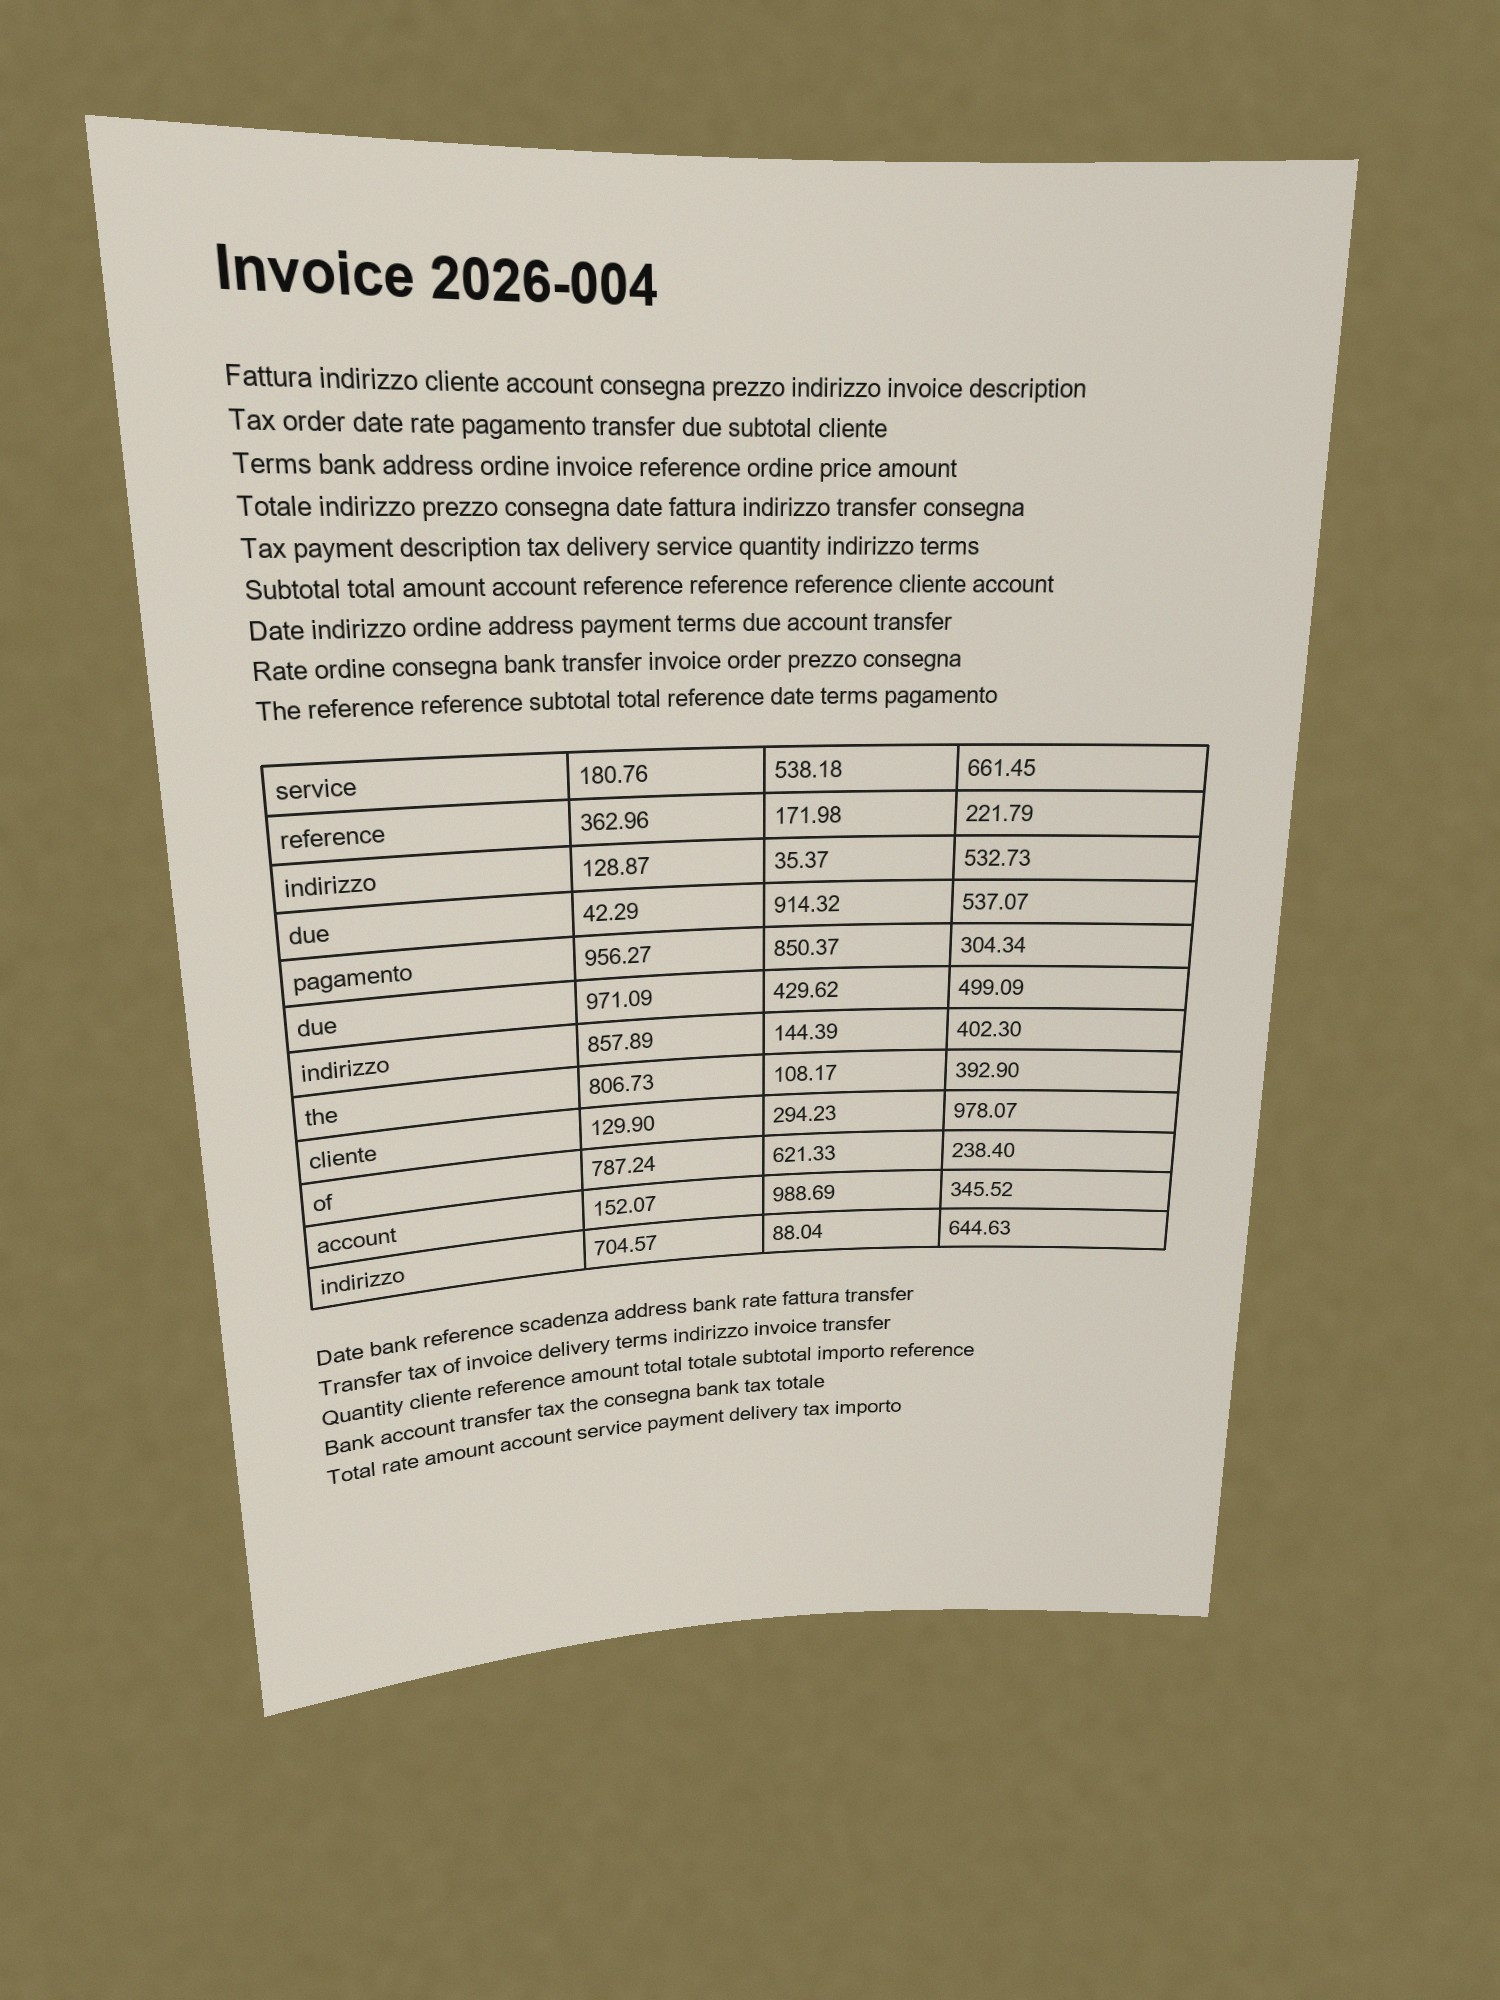 Invoice 2026-004
Fattura indirizzo cliente account consegna prezzo indirizzo invoice description
Tax order date rate pagamento transfer due subtotal cliente
Terms bank address ordine invoice reference ordine price amount
Totale indirizzo prezzo consegna date fattura indirizzo transfer consegna
Tax payment description tax delivery service quantity indirizzo terms
Subtotal total amount account reference reference reference cliente account
Date indirizzo ordine address payment terms due account transfer
Rate ordine consegna bank transfer invoice order prezzo consegna
The reference reference subtotal total reference date terms pagamento
service 180.76 538.18 661.45
reference 362.96 171.98 221.79
indirizzo 128.87 35.37 532.73
due 42.29 914.32 537.07
pagamento 956.27 850.37 304.34
due 971.09 429.62 499.09
indirizzo 857.89 144.39 402.30
the 806.73 108.17 392.90
cliente 129.90 294.23 978.07
of 787.24 621.33 238.40
account 152.07 988.69 345.52
indirizzo 704.57 88.04 644.63
Date bank reference scadenza address bank rate fattura transfer
Transfer tax of invoice delivery terms indirizzo invoice transfer
Quantity cliente reference amount total totale subtotal importo reference
Bank account transfer tax the consegna bank tax totale
Total rate amount account service payment delivery tax importo